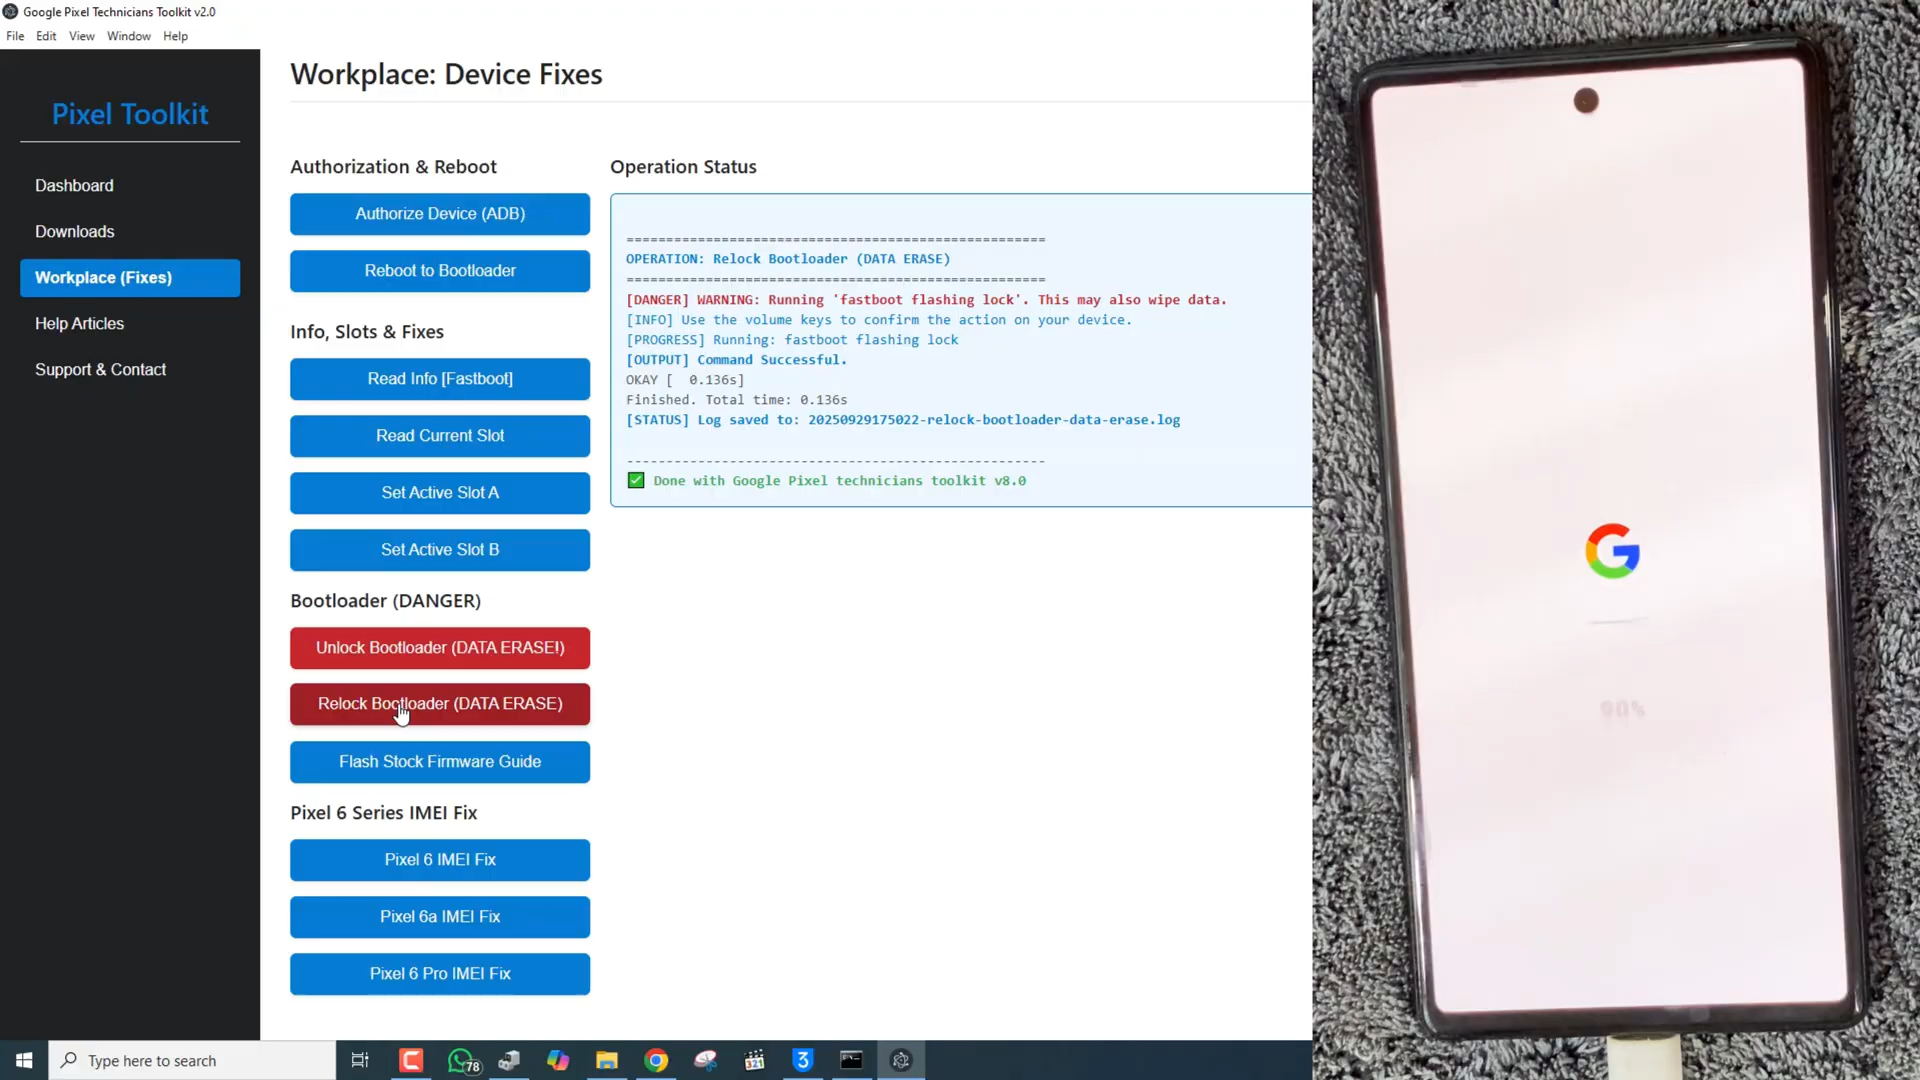 Google Pixel Technicians Toolkit v2.0
File Edit View Window Help
Pixel Toolkit
Dashboard
Downloads
Workplace (Fixes)
Help Articles
Support & Contact
Workplace: Device Fixes
Authorization & Reboot
Authorize Device (ADB)
Reboot to Bootloader
Info, Slots & Fixes
Read Info [Fastboot]
Read Current Slot
Set Active Slot A
Set Active Slot B
Bootloader (DANGER)
Unlock Bootloader (DATA ERASE!)
Relock Bootloader (DATA ERASE)
Flash Stock Firmware Guide
Pixel 6 Series IMEI Fix
Pixel 6 IMEI Fix
Pixel 6a IMEI Fix
Pixel 6 Pro IMEI Fix
Operation Status
=====================================================
OPERATION: Relock Bootloader (DATA ERASE)
=====================================================
[DANGER] WARNING: Running 'fastboot flashing lock'. This may also wipe data.
[INFO] Use the volume keys to confirm the action on your device.
[PROGRESS] Running: fastboot flashing lock
[OUTPUT] Command Successful.
OKAY [  0.136s]
Finished. Total time: 0.136s
[STATUS] Log saved to: 20250929175022-relock-bootloader-data-erase.log
-----------------------------------------------------
✅ Done with Google Pixel technicians toolkit v8.0
G
90%
Type here to search
C
78
321
3